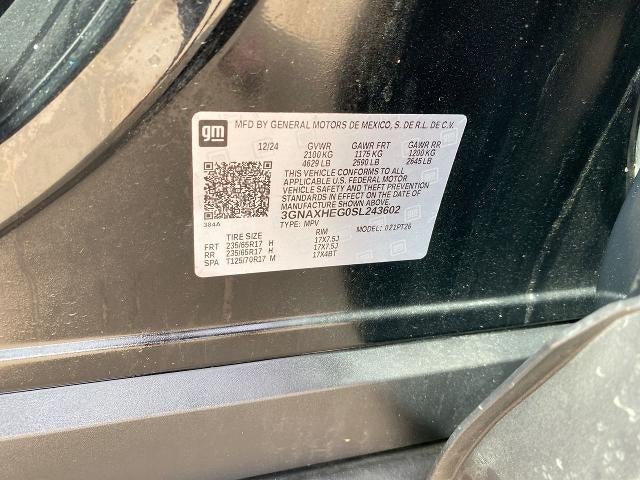 gm MFD BY GENERAL MOTORS DE MEXICO, S. DE R.L. DE C.V.
12/24 GVWR GAWR FRT GAWR RR
2100 KG 1175 KG 1200 KG
4629 LB 2590 LB 2645 LB
THIS VEHICLE CONFORMS TO ALL
APPLICABLE U.S. FEDERAL MOTOR
VEHICLE SAFETY, BUMPER, AND THEFT
PREVENTION STANDARDS IN
EFFECT ON THE DATE OF
MANUFACTURE SHOWN ABOVE.
3GNAXHEG0SL243602
384A TYPE: MPV MODEL: 021PT26
TIRE SIZE RIM
FRT 235/65R17 H 17X7.5J
RR 235/65R17 H 17X7.5J
SPA T125/70R17 M 17X4BT